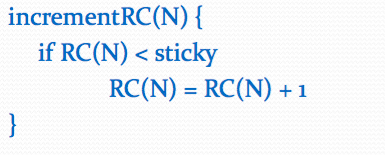 incrementRC(N) {
if RC(N) < sticky
RC(N) = RC(N) + 1
}